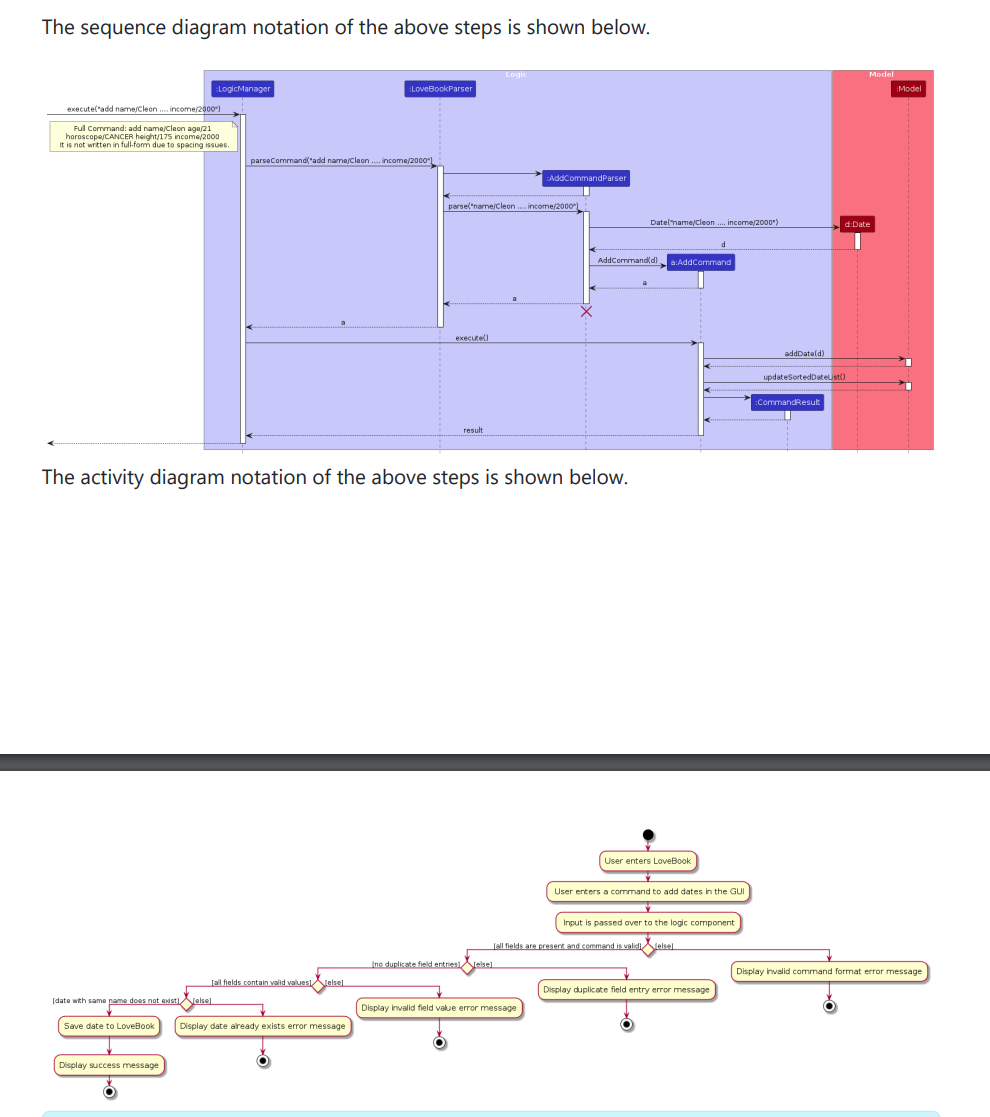 The sequence diagram notation of the above steps is shown below.
Logic
Model
:LogicManager
:LoveBookParser
:Model
execute("add name/Cleon .... income/2000")
Full Command: add name/Cleon age/21
horoscope/CANCER height/175 income/2000
It is not written in full-form due to spacing issues.
parseCommand("add name/Cleon .... income/2000")
:AddCommandParser
parse("name/Cleon .... income/2000")
Date("name/Cleon .... income/2000")
d:Date
d
AddCommand(d)
a:AddCommand
a
a
a
execute()
addDate(d)
updateSortedDateList()
:CommandResult
result
The activity diagram notation of the above steps is shown below.
User enters LoveBook
User enters a command to add dates in the GUI
Input is passed over to the logic component
[all fields are present and command is valid]
[else]
[no duplicate field entries]
[else]
Display invalid command format error message
[all fields contain valid values]
[else]
Display duplicate field entry error message
[date with same name does not exist]
[else]
Display invalid field value error message
Save date to LoveBook
Display date already exists error message
Display success message